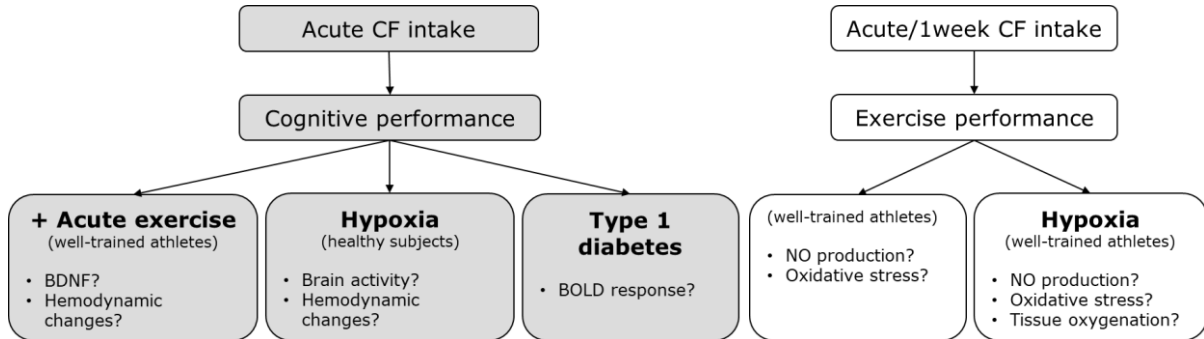 Acute CF intake
Acute/1week CF intake
Cognitive performance
Exercise performance
+ Acute exercise
(well-trained athletes)
• BDNF?
• Hemodynamic
changes?
Hypoxia
(healthy subjects)
• Brain activity?
• Hemodynamic
changes?
Type 1
diabetes
• BOLD response?
(well-trained athletes)
• NO production?
• Oxidative stress?
Hypoxia
(well-trained athletes)
• NO production?
• Oxidative stress?
• Tissue oxygenation?